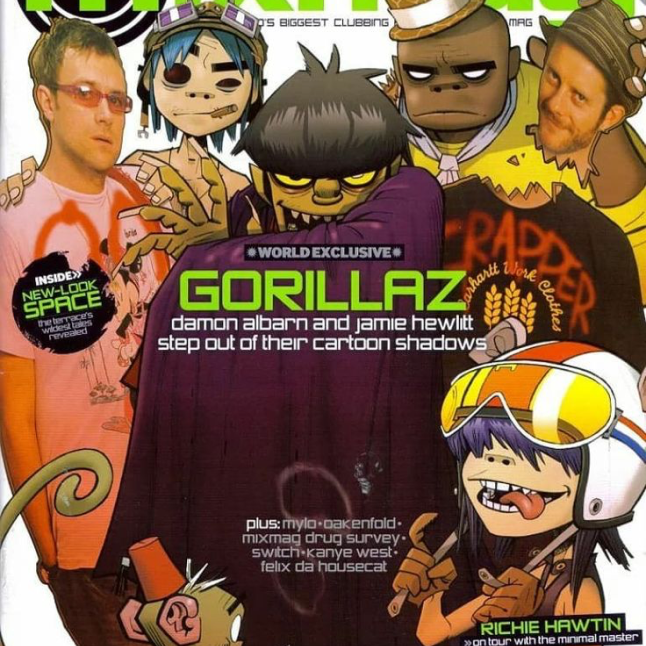 'S BIGGEST CLUBBING
MAG
WORLD EXCLUSIVE
GORILLAZ
damon albarn and jamie hewlitt
step out of their cartoon shadows
INSIDE»
NEW-LOOK
SPACE
the terrace's
wildest tales
revealed
CRAPPER
Carhartt Work Clothes
plus: mylo • oakenfold •
mixmag drug survey •
switch • kanye west •
felix da housecat
RICHIE HAWTIN
»on tour with the minimal master